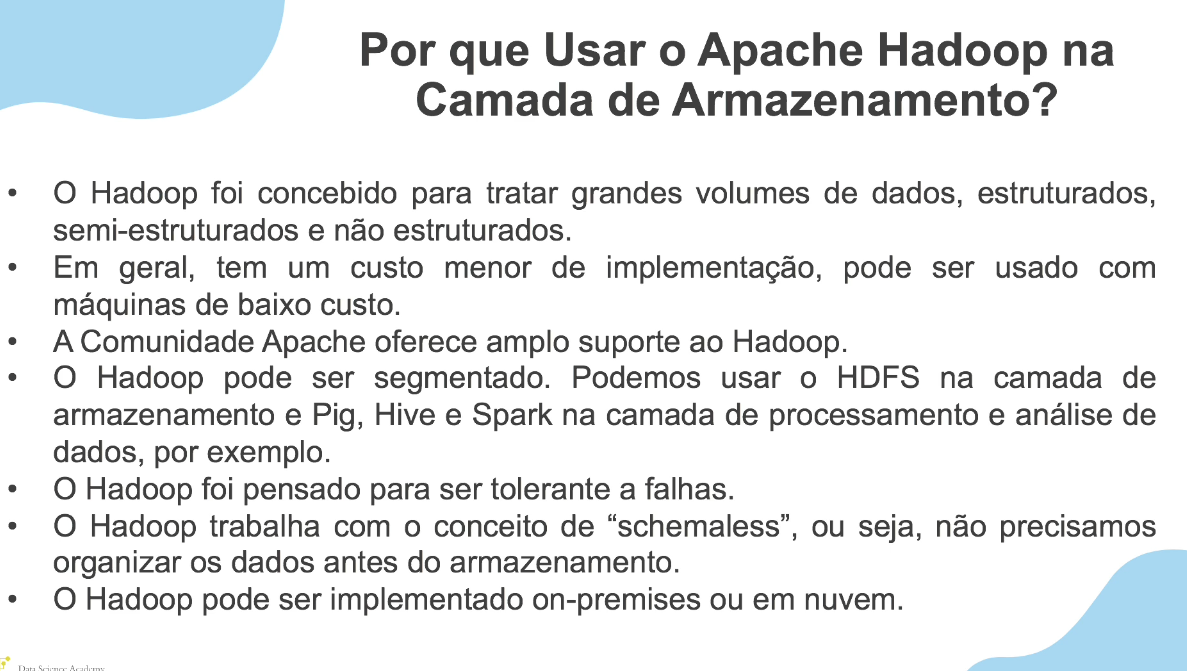 Por que Usar o Apache Hadoop na
Camada de Armazenamento?
• O Hadoop foi concebido para tratar grandes volumes de dados, estruturados,
semi-estruturados e não estruturados.
• Em geral, tem um custo menor de implementação, pode ser usado com
máquinas de baixo custo.
• A Comunidade Apache oferece amplo suporte ao Hadoop.
• O Hadoop pode ser segmentado. Podemos usar o HDFS na camada de
armazenamento e Pig, Hive e Spark na camada de processamento e análise de
dados, por exemplo.
• O Hadoop foi pensado para ser tolerante a falhas.
• O Hadoop trabalha com o conceito de “schemaless”, ou seja, não precisamos
organizar os dados antes do armazenamento.
• O Hadoop pode ser implementado on-premises ou em nuvem.
Data Science Academy